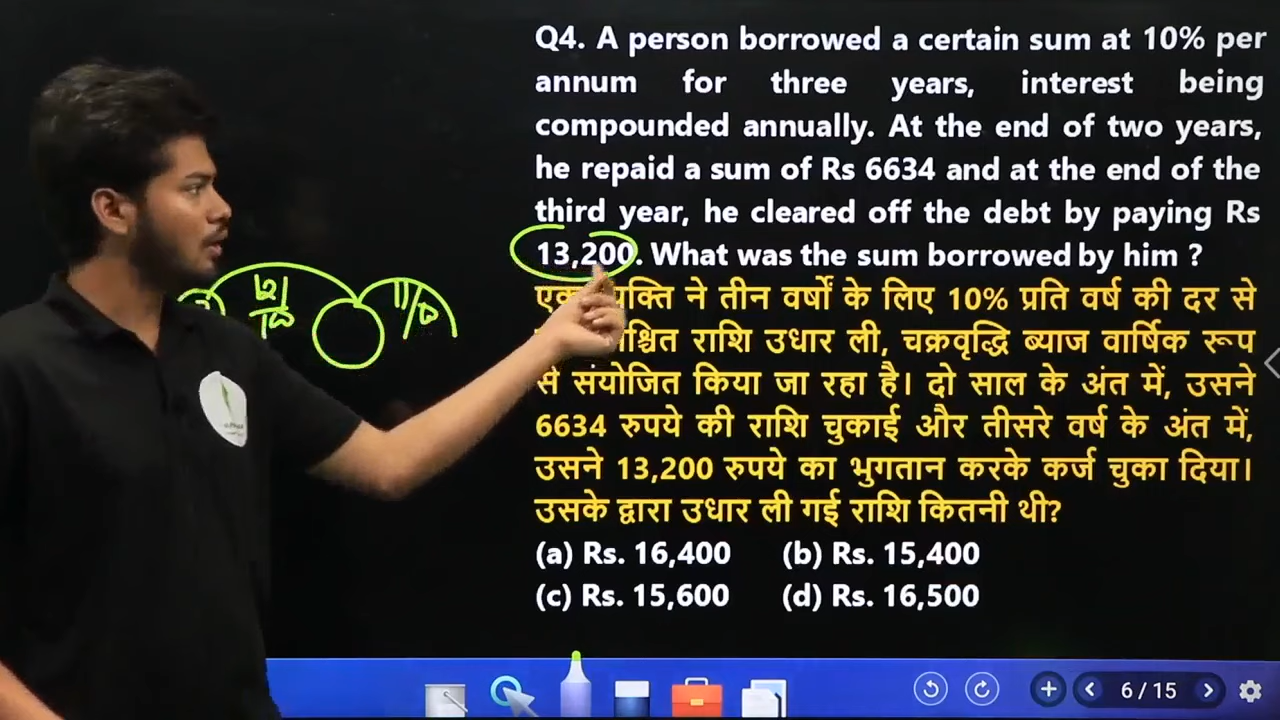 Q4. A person borrowed a certain sum at 10% per
annum for three years, interest being
compounded annually. At the end of two years,
he repaid a sum of Rs 6634 and at the end of the
third year, he cleared off the debt by paying Rs
13,200. What was the sum borrowed by him ?
ने तीन वर्षों के लिए 10% प्रति वर्ष की दर से
राशि उधार ली, चक्रवृद्धि ब्याज वार्षिक रूप
से संयोजित किया जा रहा है। दो साल के अंत में, उसने
6634 रुपये की राशि चुकाई और तीसरे वर्ष के अंत में,
उसने 13,200 रुपये का भुगतान करके कर्ज चुका दिया।
उसके द्वारा उधार ली गई राशि कितनी थी?
(a) Rs. 16,400 (b) Rs. 15,400
(c) Rs. 15,600 (d) Rs. 16,500
11/10
6 / 15